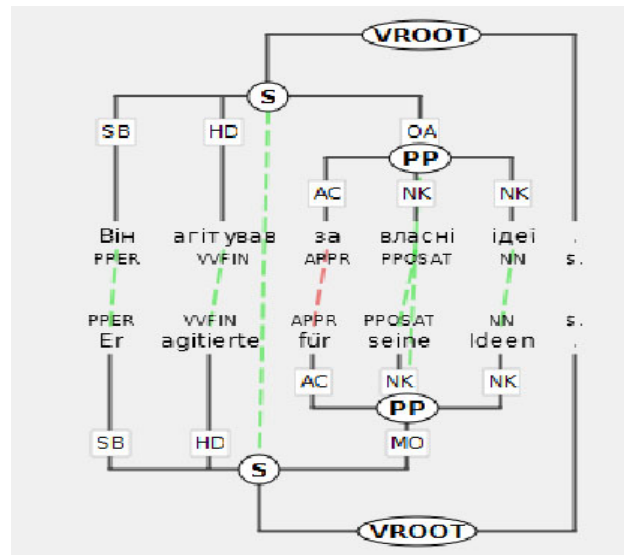 VROOT
S
SB HD OA
PP
AC NK NK
Він агітував за власні ідеї .
PPER VVFIN APPR PPOSAT NN $.
PPER VVFIN APPR PPOSAT NN $.
Er agitierte für seine Ideen .
AC NK NK
PP
SB HD MO
S
VROOT